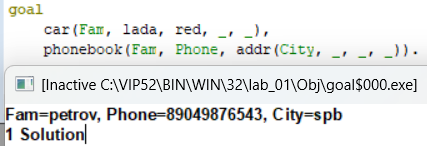 goal
car(Fam, lada, red, _, _),
phonebook(Fam, Phone, addr(City, _, _, _)).
[Inactive C:\VIP52\BIN\WIN\32\lab_01\Obj\goal$000.exe]
Fam=petrov, Phone=89049876543, City=spb
1 Solution